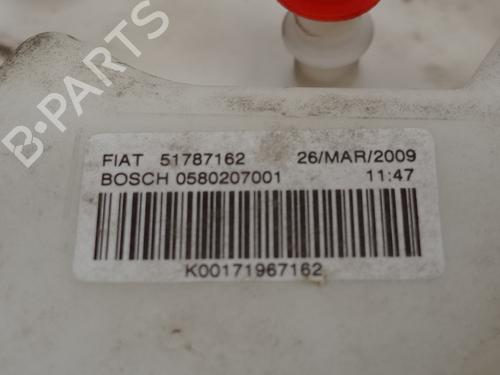 B-PARTS
FIAT 51787162 26/MAR/2009
BOSCH 0580207001 11:47
K00171967162